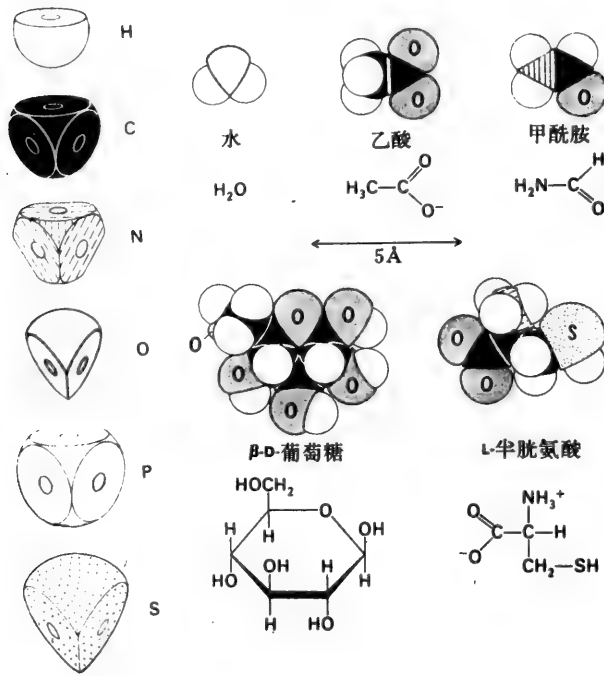 H
C
N
O
P
S
水
H₂O
O
O
乙酸
H₃C—C
O
O⁻
O
甲酰胺
H₂N—C
H
O
5Å
O
O
O
O
O
O
β-D-葡萄糖
HOCH₂
H
H
O
OH
OH
H
H
HO
H
HO
O
O
S
L-半胱氨酸
NH₃⁺
O
C—C—H
⁻O
CH₂—SH